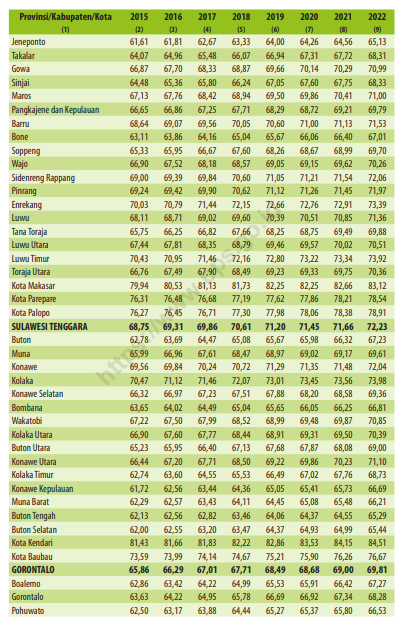 Provinsi/Kabupaten/Kota 2015 2016 2017 2018 2019 2020 2021 2022
(1) (2) (3) (4) (5) (6) (7) (8) (9)
Jeneponto 61,61 61,81 62,67 63,33 64,00 64,26 64,56 65,13
Takalar 64,07 64,96 65,48 66,07 66,94 67,31 67,72 68,31
Gowa 66,87 67,70 68,33 68,87 69,66 70,14 70,29 70,99
Sinjai 64,48 65,36 65,80 66,24 67,05 67,60 67,75 68,33
Maros 67,13 67,76 68,42 68,94 69,50 69,86 70,41 71,00
Pangkajene dan Kepulauan 66,65 66,86 67,25 67,71 68,29 68,72 69,21 69,79
Barru 68,64 69,07 69,56 70,05 70,60 71,00 71,13 71,53
Bone 63,11 63,86 64,16 65,04 65,67 66,06 66,40 67,01
Soppeng 65,33 65,95 66,67 67,60 68,26 68,67 68,99 69,70
Wajo 66,90 67,52 68,18 68,57 69,05 69,15 69,62 70,26
Sidenreng Rappang 69,00 69,39 69,84 70,60 71,05 71,21 71,54 72,06
Pinrang 69,24 69,42 69,90 70,62 71,12 71,26 71,45 71,97
Enrekang 70,03 70,79 71,44 72,15 72,66 72,76 72,91 73,39
Luwu 68,11 68,71 69,02 69,60 70,39 70,51 70,85 71,36
Tana Toraja 65,75 66,25 66,82 67,66 68,25 68,75 69,49 69,88
Luwu Utara 67,44 67,81 68,35 68,79 69,46 69,57 70,02 70,51
Luwu Timur 70,43 70,95 71,46 72,16 72,80 73,22 73,34 73,92
Toraja Utara 66,76 67,49 67,90 68,49 69,23 69,33 69,75 70,36
Kota Makasar 79,94 80,53 81,13 81,73 82,25 82,25 82,66 83,12
Kota Parepare 76,31 76,48 76,68 77,19 77,62 77,86 78,21 78,54
Kota Palopo 76,27 76,45 76,71 77,30 77,98 78,06 78,38 78,91
SULAWESI TENGGARA 68,75 69,31 69,86 70,61 71,20 71,45 71,66 72,23
Buton 62,78 63,69 64,47 65,08 65,67 65,98 66,32 67,23
Muna 65,99 66,96 67,61 68,47 68,97 69,02 69,17 69,61
Konawe 69,56 69,84 70,24 70,72 71,29 71,35 71,48 72,04
Kolaka 70,47 71,12 71,46 72,07 73,01 73,45 73,56 73,98
Konawe Selatan 66,32 66,97 67,23 67,51 67,88 68,20 68,58 69,36
Bombana 63,65 64,02 64,49 65,04 65,65 66,05 66,25 66,81
Wakatobi 67,22 67,50 67,99 68,52 68,99 69,48 69,87 70,85
Kolaka Utara 66,90 67,60 67,77 68,44 68,91 69,31 69,50 70,39
Buton Utara 65,23 65,95 66,40 67,13 67,68 67,87 68,08 69,00
Konawe Utara 66,44 67,20 67,71 68,50 69,22 69,86 70,23 71,10
Kolaka Timur 62,74 63,60 64,55 65,53 66,49 67,02 67,76 68,73
Konawe Kepulauan 61,72 62,56 63,44 64,36 65,05 65,41 65,73 66,69
Muna Barat 62,29 62,57 63,43 64,11 64,45 65,08 65,48 66,21
Buton Tengah 62,13 62,56 62,82 63,46 64,06 64,37 64,55 65,29
Buton Selatan 62,00 62,55 63,20 63,47 64,37 64,93 64,99 65,44
Kota Kendari 81,43 81,66 81,83 82,22 82,86 83,53 84,15 84,51
Kota Baubau 73,59 73,99 74,14 74,67 75,21 75,90 76,26 76,67
GORONTALO 65,86 66,29 67,01 67,71 68,49 68,68 69,00 69,81
Boalemo 62,86 63,42 64,22 64,99 65,53 65,91 66,42 67,27
Gorontalo 63,63 64,22 64,95 65,78 66,69 66,92 67,34 68,28
Pohuwato 62,50 63,17 63,88 64,44 65,27 65,37 65,80 66,53